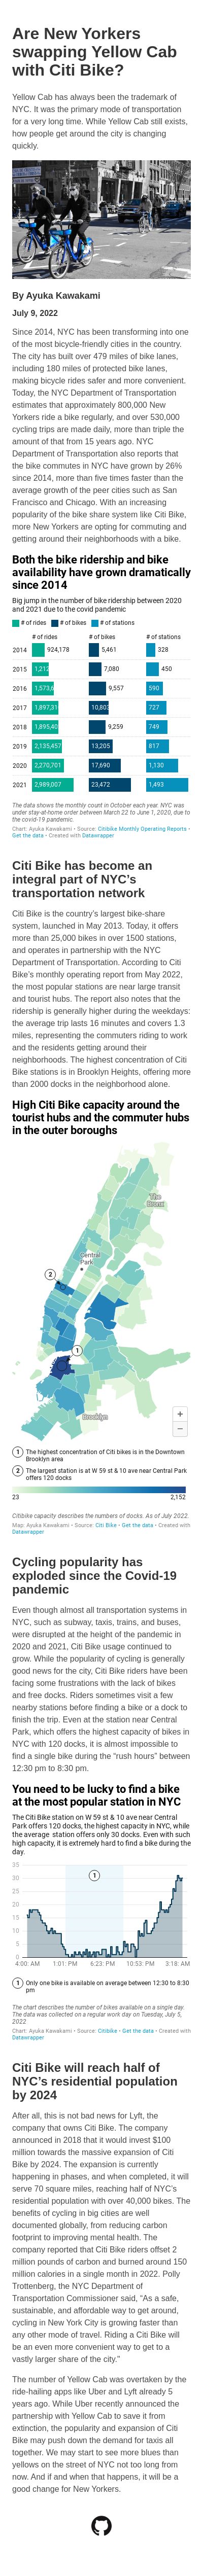 Are New Yorkers
swapping Yellow Cab
with Citi Bike?
Yellow Cab has always been the trademark of
NYC. It was the primary mode of transportation
for a very long time. While Yellow Cab still exists,
how people get around the city is changing
quickly.
By Ayuka Kawakami
July 9, 2022
Since 2014, NYC has been transforming into one
of the most bicycle-friendly cities in the country.
The city has built over 479 miles of bike lanes,
including 180 miles of protected bike lanes,
making bicycle rides safer and more convenient.
Today, the NYC Department of Transportation
estimates that approximately 800,000 New
Yorkers ride a bike regularly, and over 530,000
cycling trips are made daily, more than triple the
amount of that from 15 years ago. NYC
Department of Transportation also reports that
the bike commutes in NYC have grown by 26%
since 2014, more than five times faster than the
average growth of the peer cities such as San
Francisco and Chicago. With an increasing
popularity of the bike share system like Citi Bike,
more New Yorkers are opting for commuting and
getting around their neighborhoods with a bike.
Both the bike ridership and bike
availability have grown dramatically
since 2014
Big jump in the number of bike ridership between 2020
and 2021 due to the covid pandemic
# of rides # of bikes # of stations
# of rides # of bikes # of stations
2014 924,178 5,461 328
2015 1,212 7,080 450
2016 1,573,6 9,557 590
2017 1,897,31 10,802 727
2018 1,895,40 9,259 749
2019 2,135,457 13,205 817
2020 2,270,701 17,690 1,130
2021 2,989,007 23,472 1,493
The data shows the monthly count in October each year. NYC was
under stay-at-home order between March 22 to June 1, 2020, due to
the covid-19 pandemic.
Chart: Ayuka Kawakami • Source: Citibike Monthly Operating Reports •
Get the data • Created with Datawrapper
Citi Bike has become an
integral part of NYC's
transportation network
Citi Bike is the country's largest bike-share
system, launched in May 2013. Today, it offers
more than 25,000 bikes in over 1500 stations,
and operates in partnership with the NYC
Department of Transportation. According to Citi
Bike's monthly operating report from May 2022,
the most popular stations are near large transit
and tourist hubs. The report also notes that the
ridership is generally high during the weekdays:
the average trip lasts 16 minutes and covers 1.3
miles, representing the commuters riding to work
and the residents getting around their
neighborhoods. The highest concentration of Citi
Bike stations is in Brooklyn Heights, offering more
than 2000 docks in the neighborhood alone.
High Citi Bike capacity around the
tourist hubs and the commuter hubs
in the outer boroughs
The
Bronx
Central
Park
2
1
Brooklyn
+
−
1 The highest concentration of Citi bikes is in the Downtown
Brooklyn area
2 The largest station is at W 59 st & 10 ave near Central Park
offers 120 docks
23 2,152
Citibike capacity describes the numbers of docks. As of July 2022.
Map: Ayuka Kawakami • Source: Citi Bike • Get the data • Created with
Datawrapper
Cycling popularity has
exploded since the Covid-19
pandemic
Even though almost all transportation systems in
NYC, such as subway, taxis, trains, and buses,
were disrupted at the height of the pandemic in
2020 and 2021, Citi Bike usage continued to
grow. While the popularity of cycling is generally
good news for the city, Citi Bike riders have been
facing some frustrations with the lack of bikes
and free docks. Riders sometimes visit a few
nearby stations before finding a bike or a dock to
finish the trip. Even at the station near Central
Park, which offers the highest capacity of bikes in
NYC with 120 docks, it is almost impossible to
find a single bike during the “rush hours” between
12:30 pm to 8:30 pm.
You need to be lucky to find a bike
at the most popular station in NYC
The Citi Bike station on W 59 st & 10 ave near Central
Park offers 120 docks, the highest capacity in NYC, while
the average station offers only 30 docks. Even with such
high capacity, it is extremely hard to find a bike during the
day.
35
30
25
20
15
10
5
0
1
4:00 AM 1:01: PM 6:23: PM 10:53: PM 3:18: AM
1 Only one bike is available on average between 12:30 to 8:30
pm
The chart describes the number of bikes available on a single day.
The data was collected on a regular work day on Tuesday, July 5,
2022
Chart: Ayuka Kawakami • Source: Citibike • Get the data • Created with
Datawrapper
Citi Bike will reach half of
NYC's residential population
by 2024
After all, this is not bad news for Lyft, the
company that owns Citi Bike. The company
announced in 2018 that it would invest $100
million towards the massive expansion of Citi
Bike by 2024. The expansion is currently
happening in phases, and when completed, it will
serve 70 square miles, reaching half of NYC's
residential population with over 40,000 bikes. The
benefits of cycling in big cities are well
documented globally, from reducing carbon
footprint to improving mental health. The
company reported that Citi Bike riders offset 2
million pounds of carbon and burned around 150
million calories in a single month in 2022. Polly
Trottenberg, the NYC Department of
Transportation Commissioner said, “As a safe,
sustainable, and affordable way to get around,
cycling in New York City is growing faster than
any other mode of travel. Riding a Citi Bike will
be an even more convenient way to get to a
vastly larger share of the city.”
The number of Yellow Cab was overtaken by the
ride-hailing apps like Uber and Lyft already 5
years ago. While Uber recently announced the
partnership with Yellow Cab to save it from
extinction, the popularity and expansion of Citi
Bike may push down the demand for taxis all
together. We may start to see more blues than
yellows on the street of NYC not too long from
now. And if and when that happens, it will be a
good change for New Yorkers.